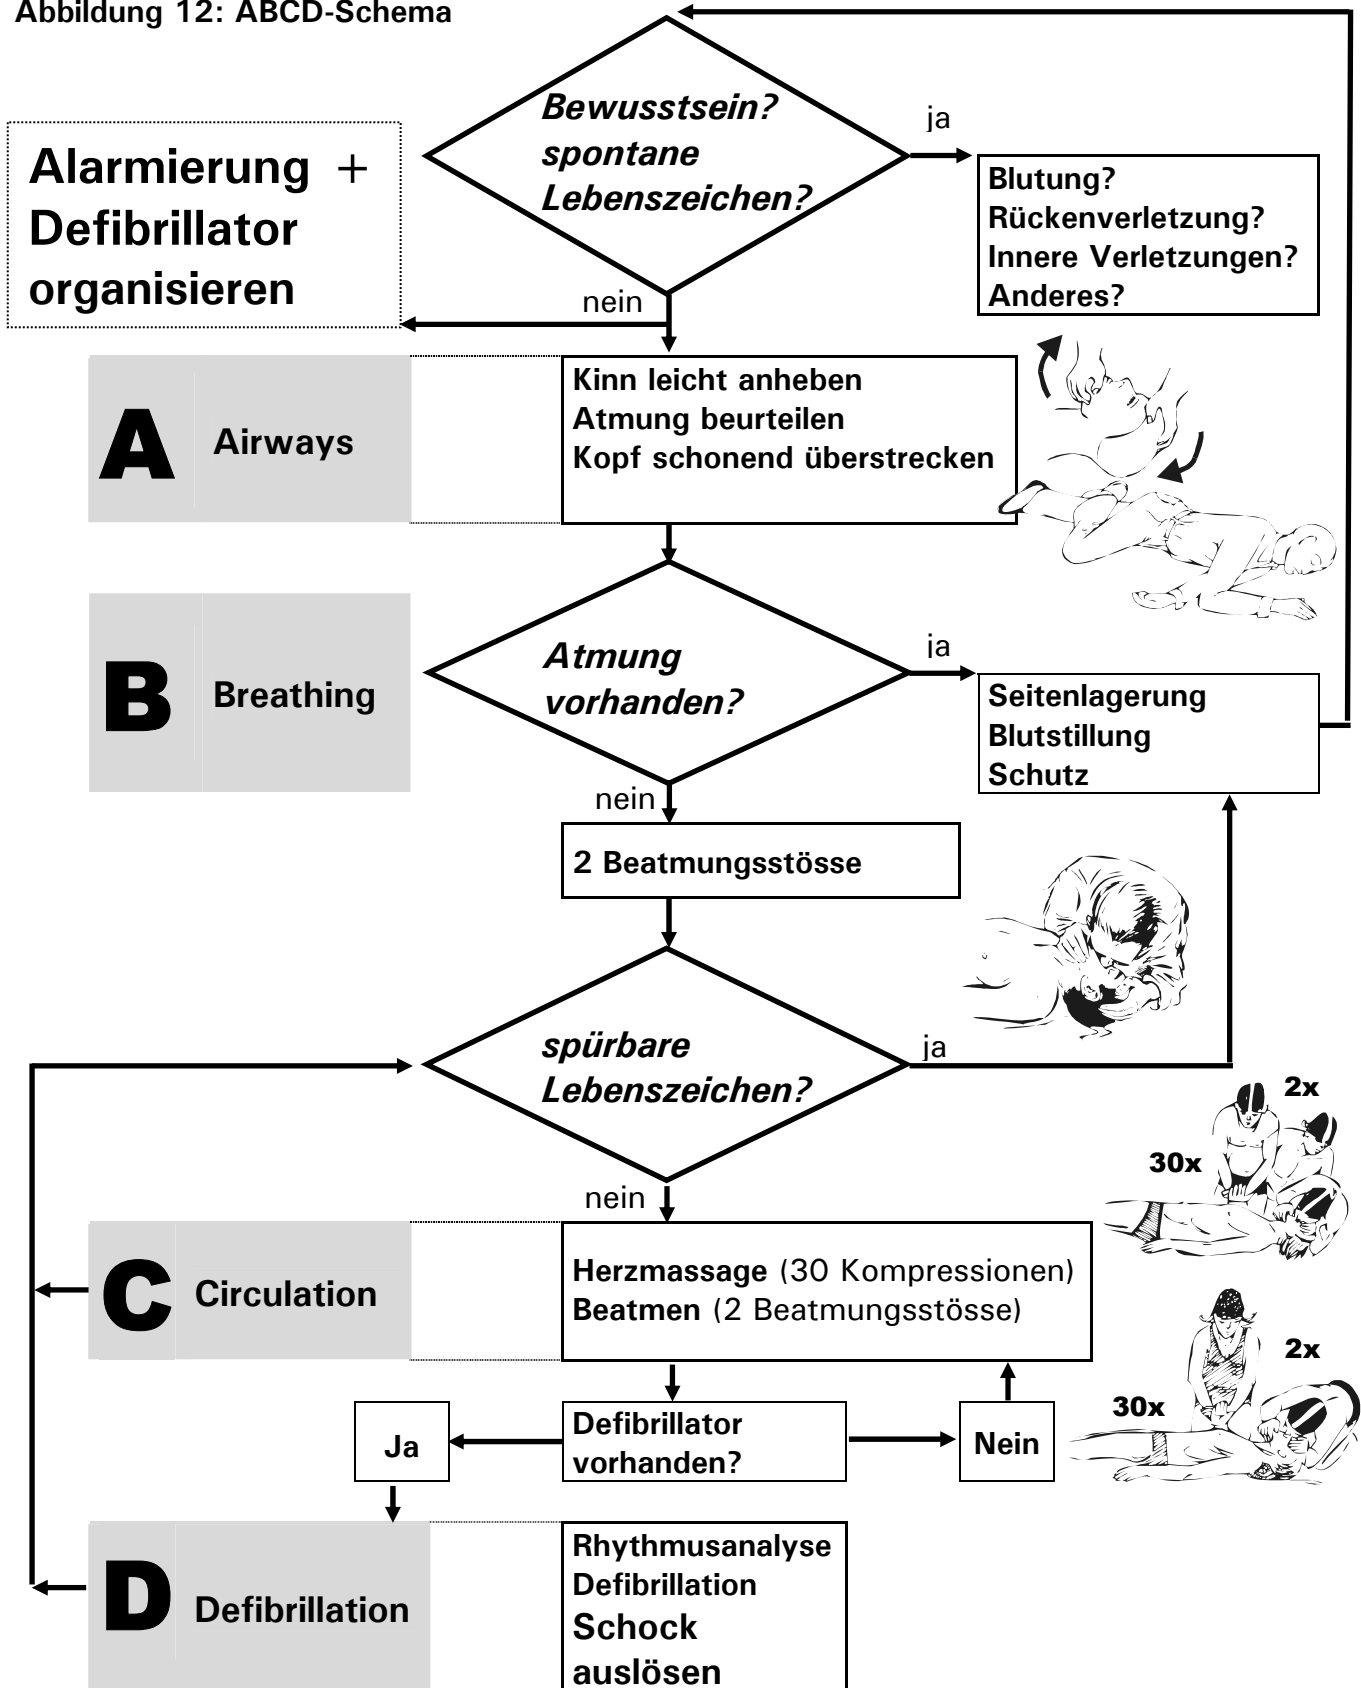 Abbildung 12: ABCD-Schema
Bewusstsein?
spontane
Lebenszeichen?
ja
Blutung?
Rückenverletzung?
Innere Verletzungen?
Anderes?
Alarmierung +
Defibrillator
organisieren
nein
A Airways
Kinn leicht anheben
Atmung beurteilen
Kopf schonend überstrecken
B Breathing
Atmung
vorhanden?
ja
Seitenlagerung
Blutstillung
Schutz
nein
2 Beatmungsstösse
spürbare
Lebenszeichen?
ja
2x
30x
nein
C Circulation
Herzmassage (30 Kompressionen)
Beatmen (2 Beatmungsstösse)
2x
30x
Ja
Defibrillator
vorhanden?
Nein
D Defibrillation
Rhythmusanalyse
Defibrillation
Schock
auslösen